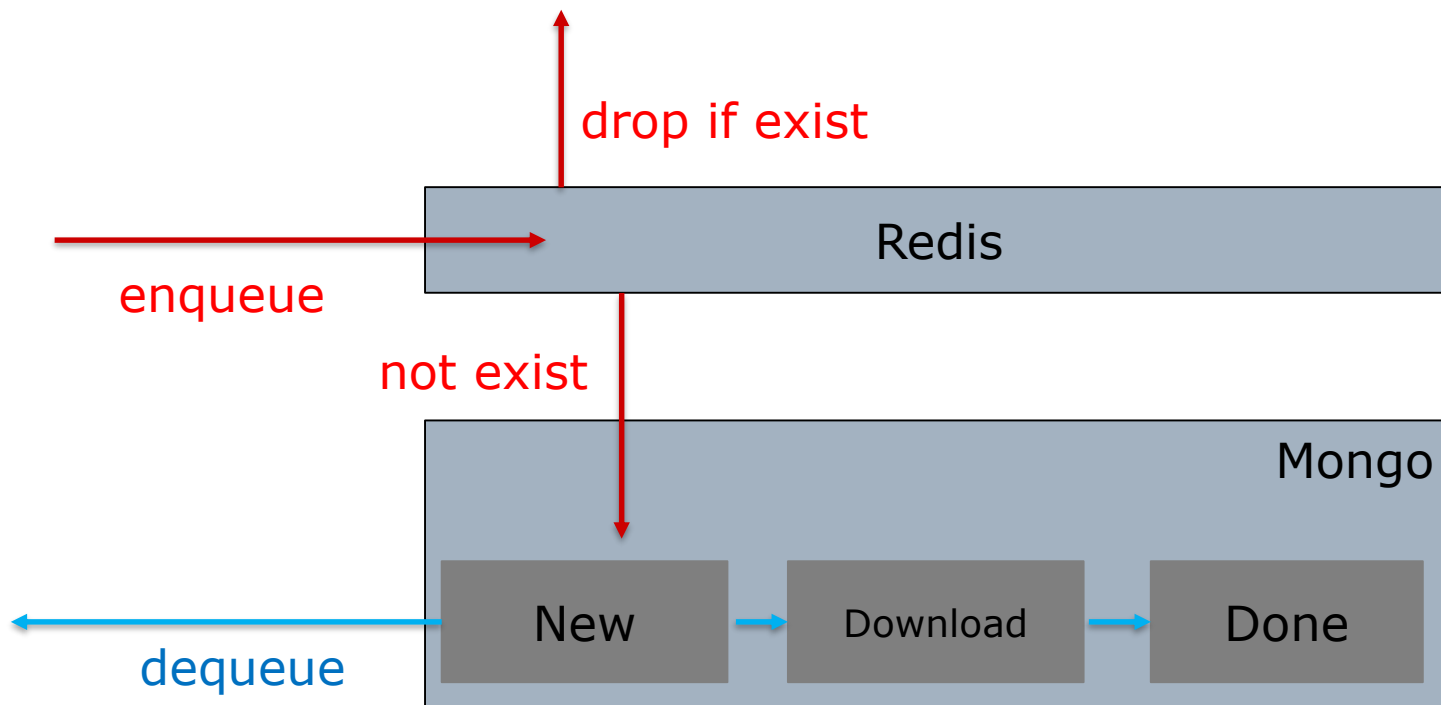 drop if exist
Redis
enqueue
not exist
Mongo
New
Download
Done
dequeue